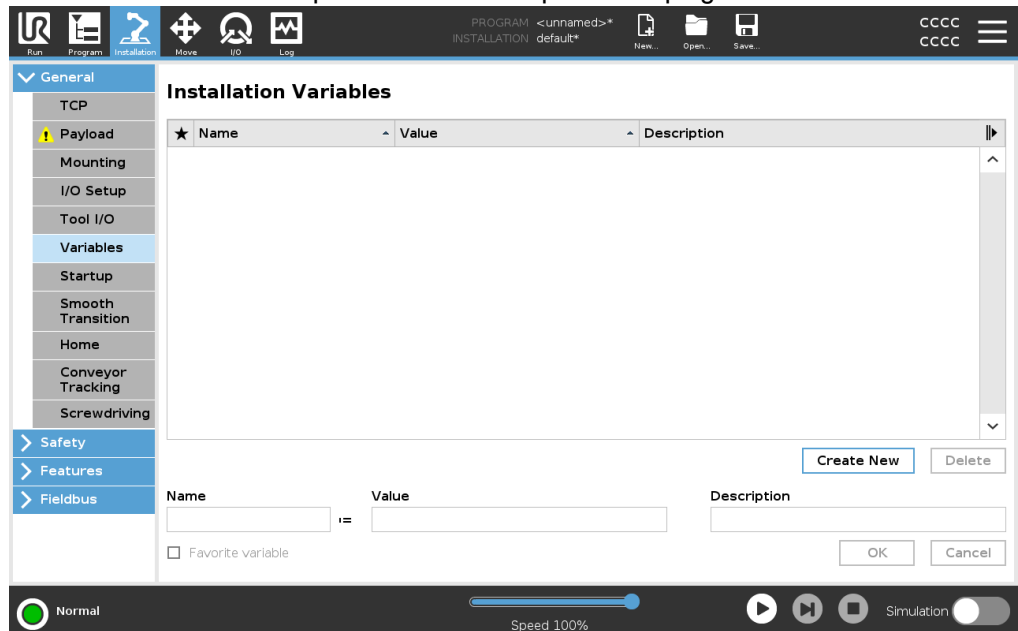 PROGRAM <unnamed>*
INSTALLATION default*
Run
Program
Installation
Move
I/O
Log
New...
Open...
Save...
cccc
cccc
General
TCP
Payload
Mounting
I/O Setup
Tool I/O
Variables
Startup
Smooth
Transition
Home
Conveyor
Tracking
Screwdriving
Safety
Features
Fieldbus
Installation Variables
Name Value Description
Create New Delete
Name Value Description
:=
Favorite variable
OK Cancel
Normal
Speed 100%
Simulation